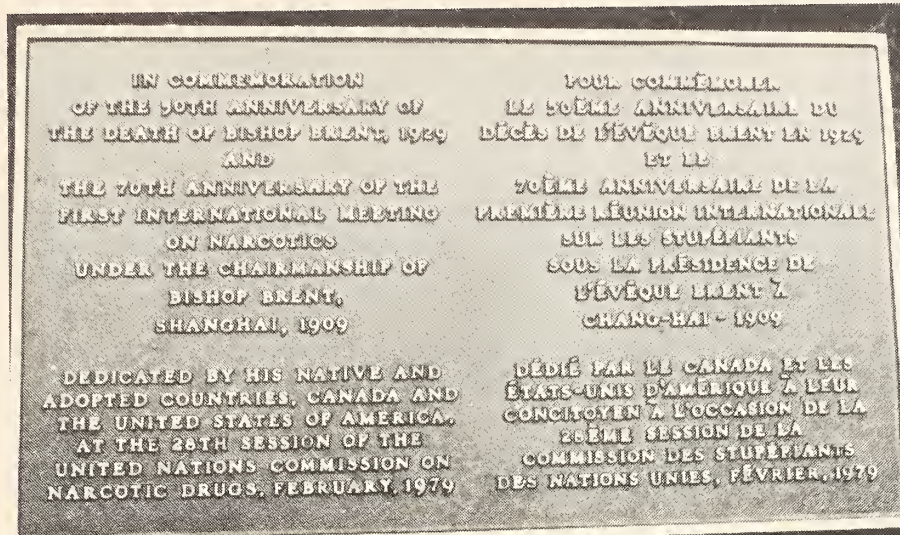 IN COMMEMORATION
OF THE 50TH ANNIVERSARY OF
THE DEATH OF BISHOP BRENT, 1929
AND
THE 70TH ANNIVERSARY OF THE
FIRST INTERNATIONAL MEETING
ON NARCOTICS
UNDER THE CHAIRMANSHIP OF
BISHOP BRENT,
SHANGHAI, 1909
DEDICATED BY HIS NATIVE AND
ADOPTED COUNTRIES, CANADA AND
THE UNITED STATES OF AMERICA,
AT THE 28TH SESSION OF THE
UNITED NATIONS COMMISSION ON
NARCOTIC DRUGS, FEBRUARY, 1979
POUR COMMÉMORER
LE 50ÈME ANNIVERSAIRE DU
DÉCÈS DE L'ÉVÊQUE BRENT EN 1929
ET LE
70ÈME ANNIVERSAIRE DE LA
PREMIÈRE RÉUNION INTERNATIONALE
SUR LES STUPÉFIANTS
SOUS LA PRÉSIDENCE DE
L'ÉVÊQUE BRENT À
CHANG-HAI - 1909
DÉDIÉ PAR LE CANADA ET LES
ÉTATS-UNIS D'AMÉRIQUE À LEUR
CONCITOYEN À L'OCCASION DE LA
28ÈME SESSION DE LA
COMMISSION DES STUPÉFIANTS
DES NATIONS UNIES, FÉVRIER, 1979